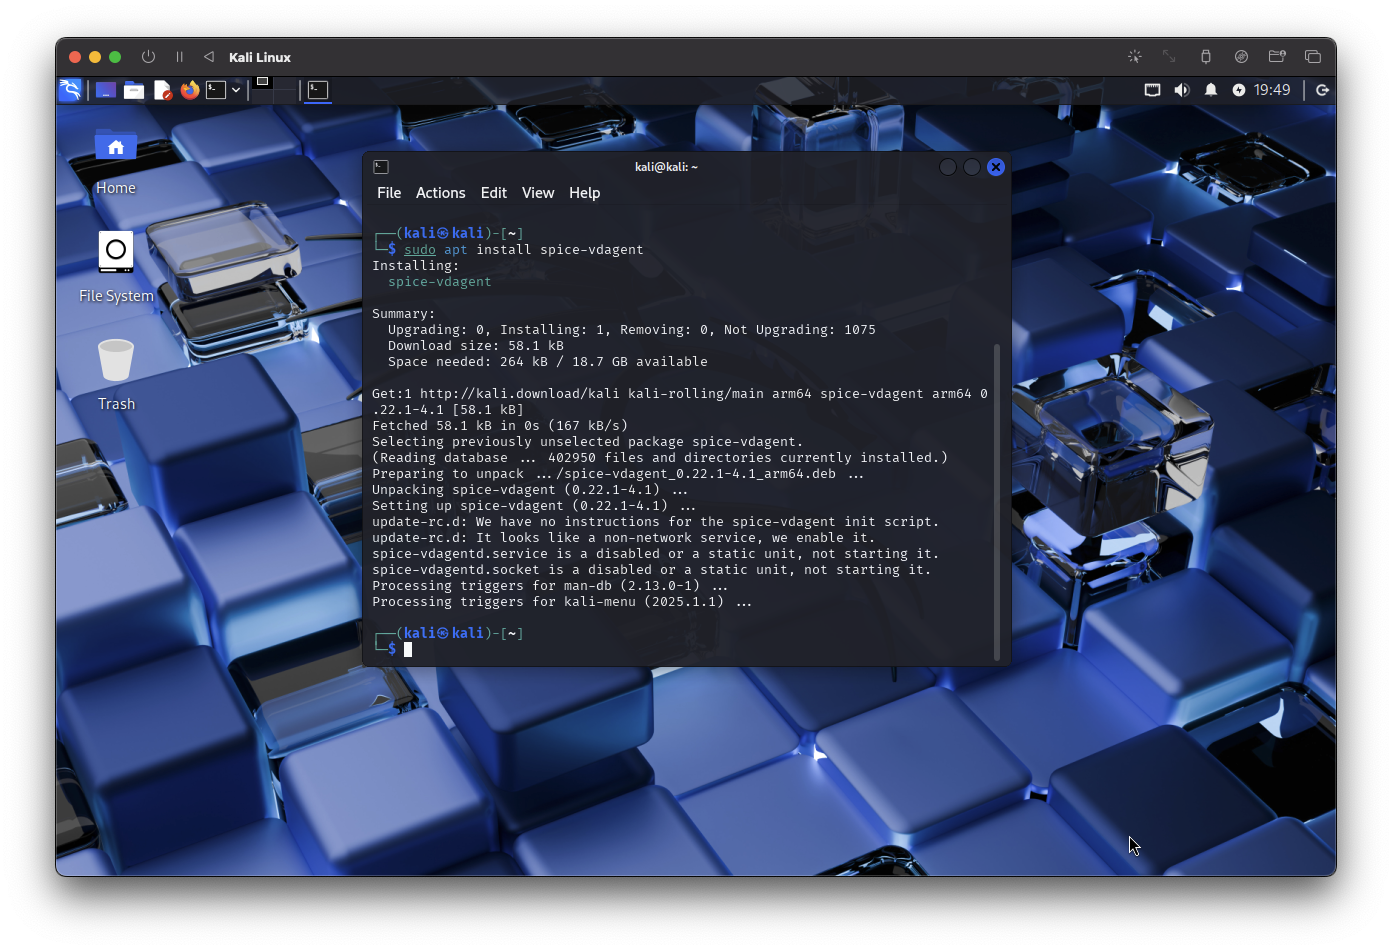 Kali Linux
19:49
Home
File System
Trash
kali@kali: ~
File Actions Edit View Help
┌──(kali㉿kali)-[~]
└─$ sudo apt install spice-vdagent
Installing:
spice-vdagent
Summary:
Upgrading: 0, Installing: 1, Removing: 0, Not Upgrading: 1075
Download size: 58.1 kB
Space needed: 264 kB / 18.7 GB available
Get:1 http://kali.download/kali kali-rolling/main arm64 spice-vdagent arm64 0
.22.1-4.1 [58.1 kB]
Fetched 58.1 kB in 0s (167 kB/s)
Selecting previously unselected package spice-vdagent.
(Reading database ... 402950 files and directories currently installed.)
Preparing to unpack .../spice-vdagent_0.22.1-4.1_arm64.deb ...
Unpacking spice-vdagent (0.22.1-4.1) ...
Setting up spice-vdagent (0.22.1-4.1) ...
update-rc.d: We have no instructions for the spice-vdagent init script.
update-rc.d: It looks like a non-network service, we enable it.
spice-vdagentd.service is a disabled or a static unit, not starting it.
spice-vdagentd.socket is a disabled or a static unit, not starting it.
Processing triggers for man-db (2.13.0-1) ...
Processing triggers for kali-menu (2025.1.1) ...
┌──(kali㉿kali)-[~]
└─$